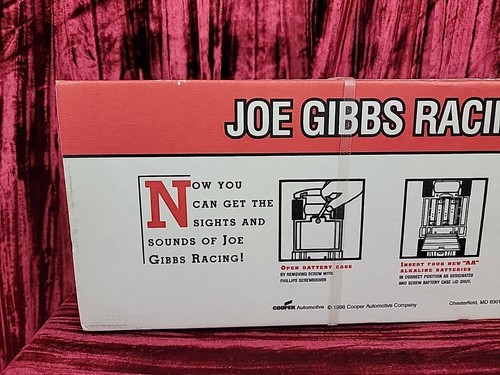 JOE GIBBS RACIN
NOW YOU
CAN GET THE
SIGHTS AND
SOUNDS OF JOE
GIBBS RACING!
OPEN BATTERY CASE
BY REMOVING SCREW WITH
PHILLIPS SCREWDRIVER
INSERT FOUR NEW "AA"
ALKALINE BATTERIES
IN CORRECT POSITION AS DESIGNATED
AND SCREW BATTERY CASE LID SHUT.
COOPER Automotive © 1998 Cooper Automotive Company
Chesterfield, MO